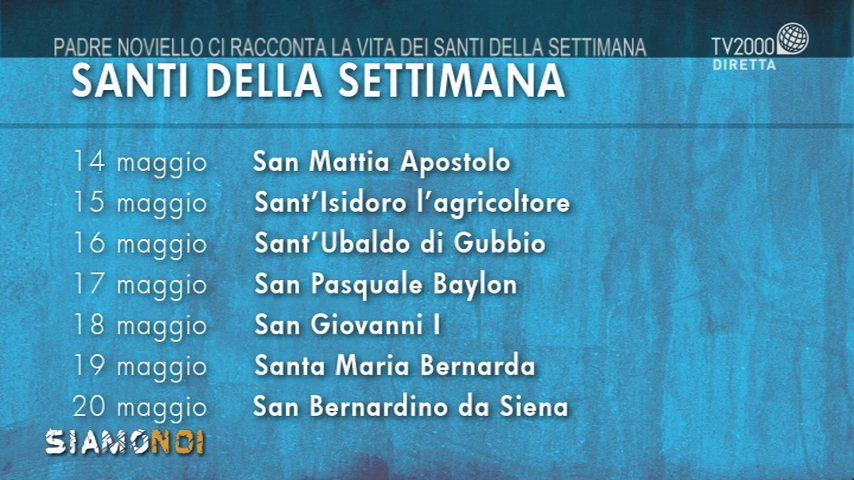 PADRE NOVIELLO CI RACCONTA LA VITA DEI SANTI DELLA SETTIMANA
TV2000
DIRETTA
SANTI DELLA SETTIMANA
14 maggio San Mattia Apostolo
15 maggio Sant’Isidoro l’agricoltore
16 maggio Sant’Ubaldo di Gubbio
17 maggio San Pasquale Baylon
18 maggio San Giovanni I
19 maggio Santa Maria Bernarda
20 maggio San Bernardino da Siena
SIAMONOI